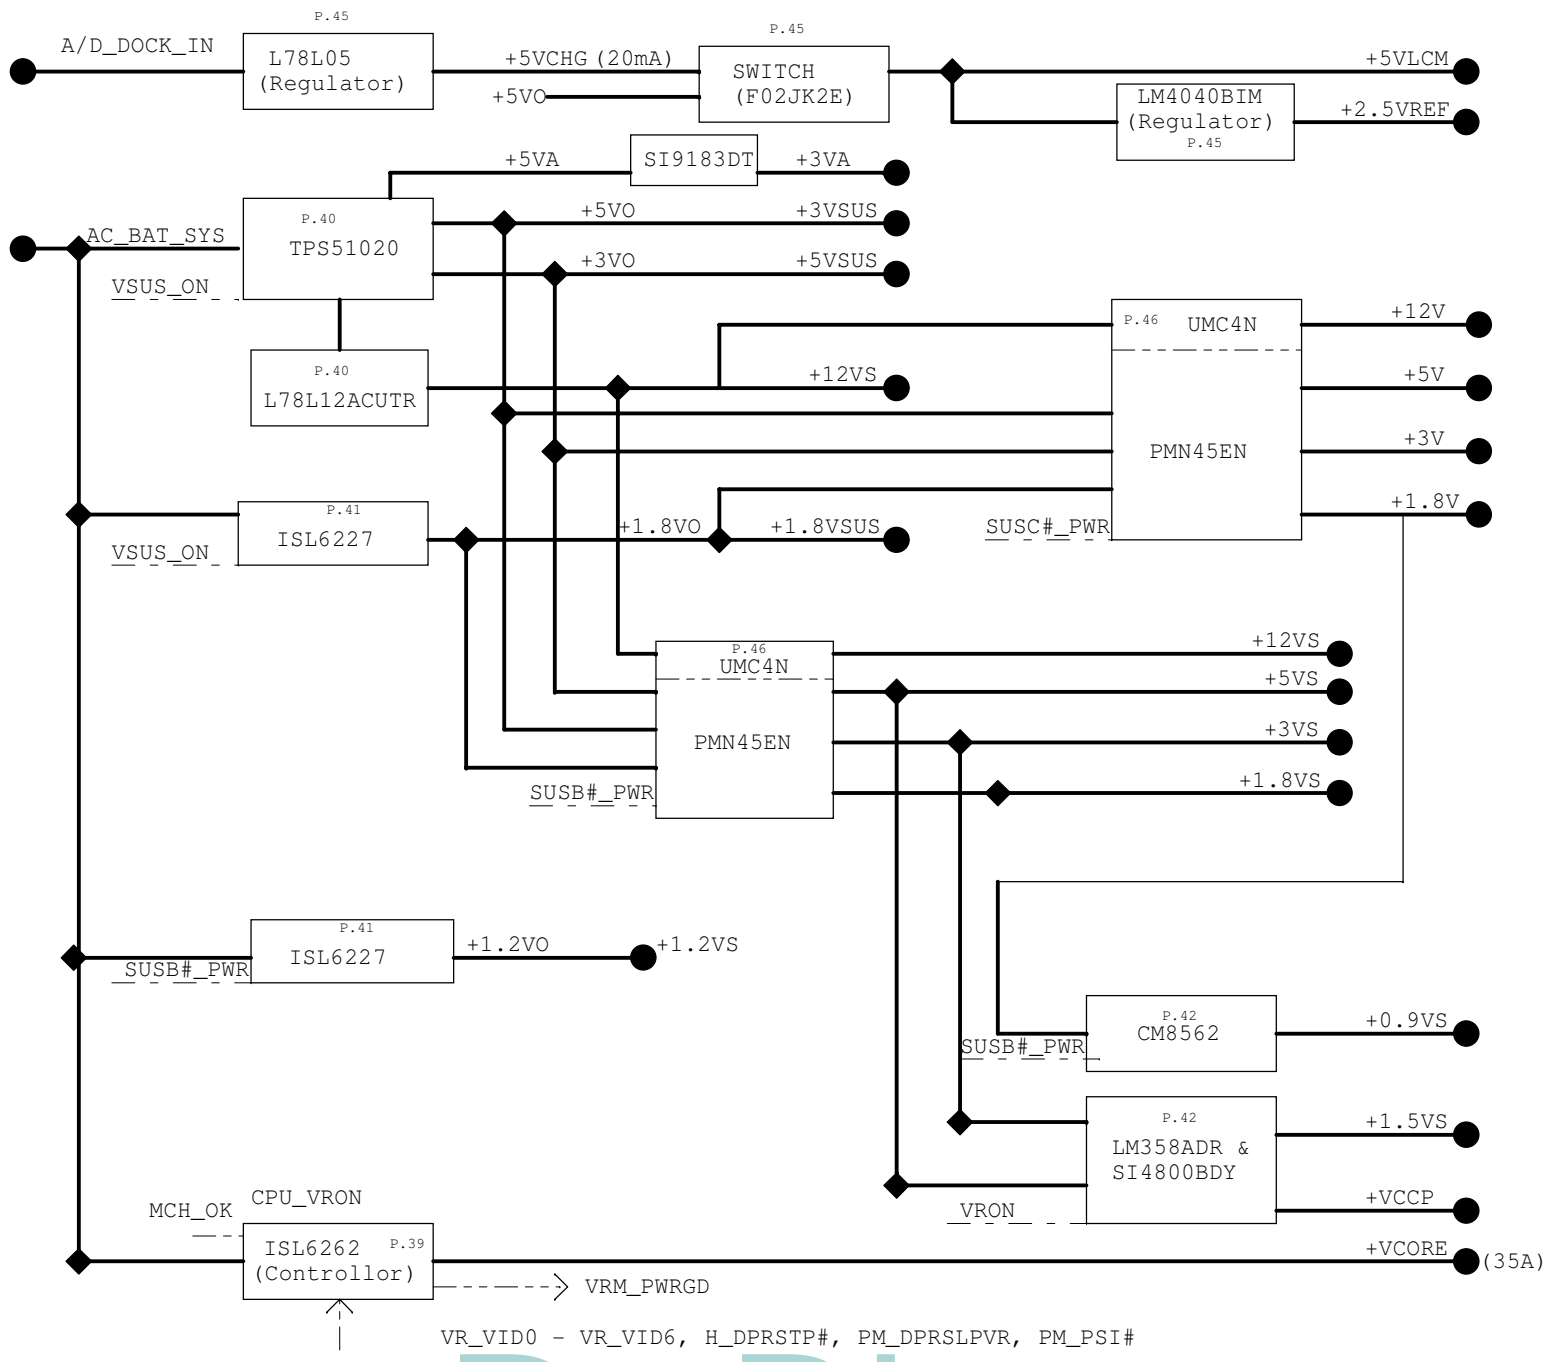 P.45
P.45
A/D_DOCK_IN
L78L05
(Regulator)
+5VCHG (20mA)
+5VO
SWITCH
(F02JK2E)
+5VLCM
LM4040BIM
(Regulator)
P.45
+2.5VREF
+5VA
SI9183DT
+3VA
AC_BAT_SYS
P.40
TPS51020
+5VO
+3VSUS
+3VO
+5VSUS
VSUS_ON
P.46
UMC4N
+12V
P.40
L78L12ACUTR
+12VS
+5V
PMN45EN
+3V
+1.8V
P.41
ISL6227
+1.8VO
+1.8VSUS
SUSC#_PWR
VSUS_ON
P.46
UMC4N
+12VS
+5VS
PMN45EN
+3VS
+1.8VS
SUSB#_PWR
P.41
ISL6227
+1.2VO
+1.2VS
SUSB#_PWR
P.42
CM8562
+0.9VS
SUSB#_PWR
P.42
LM358ADR &
SI4800BDY
+1.5VS
+VCCP
VRON
CPU_VRON
MCH_OK
ISL6262
P.39
(Controllor)
+VCORE
(35A)
VRM_PWRGD
VR_VID0 - VR_VID6, H_DPRSTP#, PM_DPRSLPVR, PM_PSI#